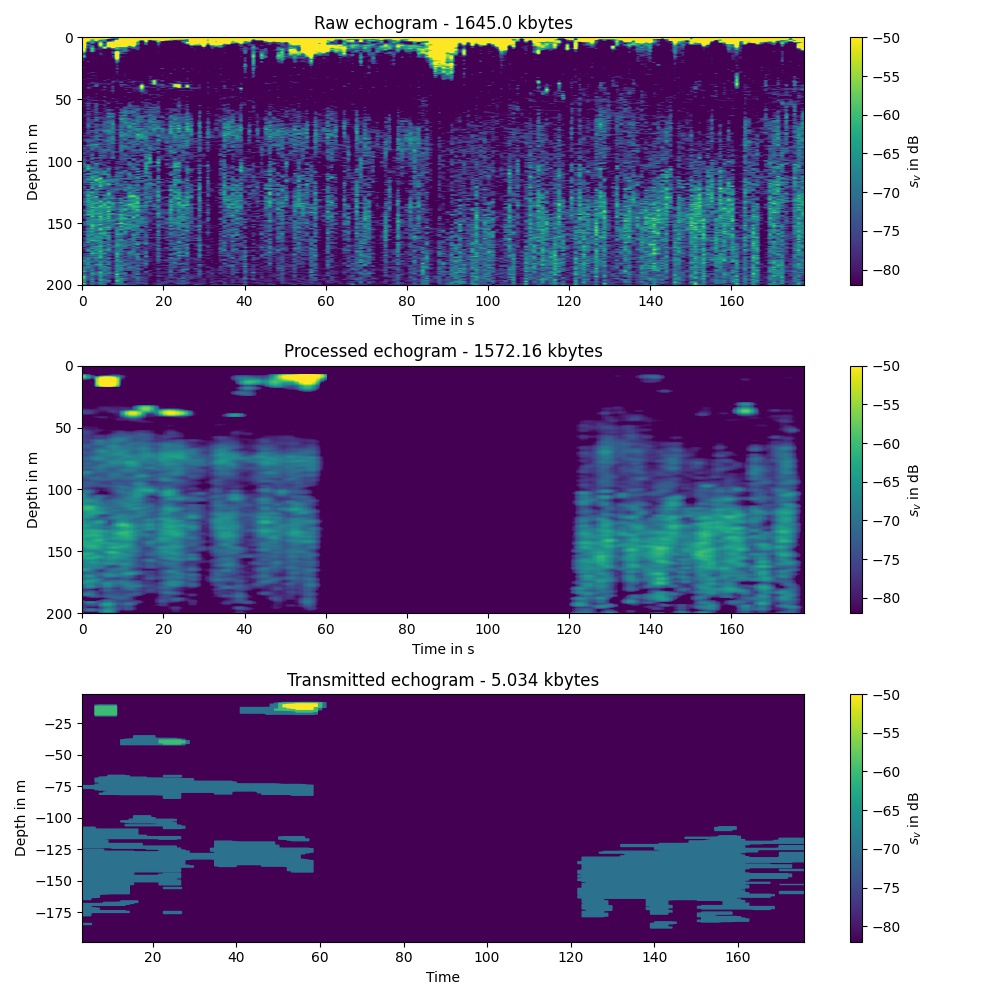 Raw echogram - 1645.0 kbytes
0
50
100
150
200
Depth in m
0 20 40 60 80 100 120 140 160
Time in s
−50
−55
−60
−65
−70
−75
−80
sv in dB
Processed echogram - 1572.16 kbytes
0
50
100
150
200
Depth in m
0 20 40 60 80 100 120 140 160
Time in s
−50
−55
−60
−65
−70
−75
−80
sv in dB
Transmitted echogram - 5.034 kbytes
−25
−50
−75
−100
−125
−150
−175
Depth in m
20 40 60 80 100 120 140 160
Time
−50
−55
−60
−65
−70
−75
−80
sv in dB